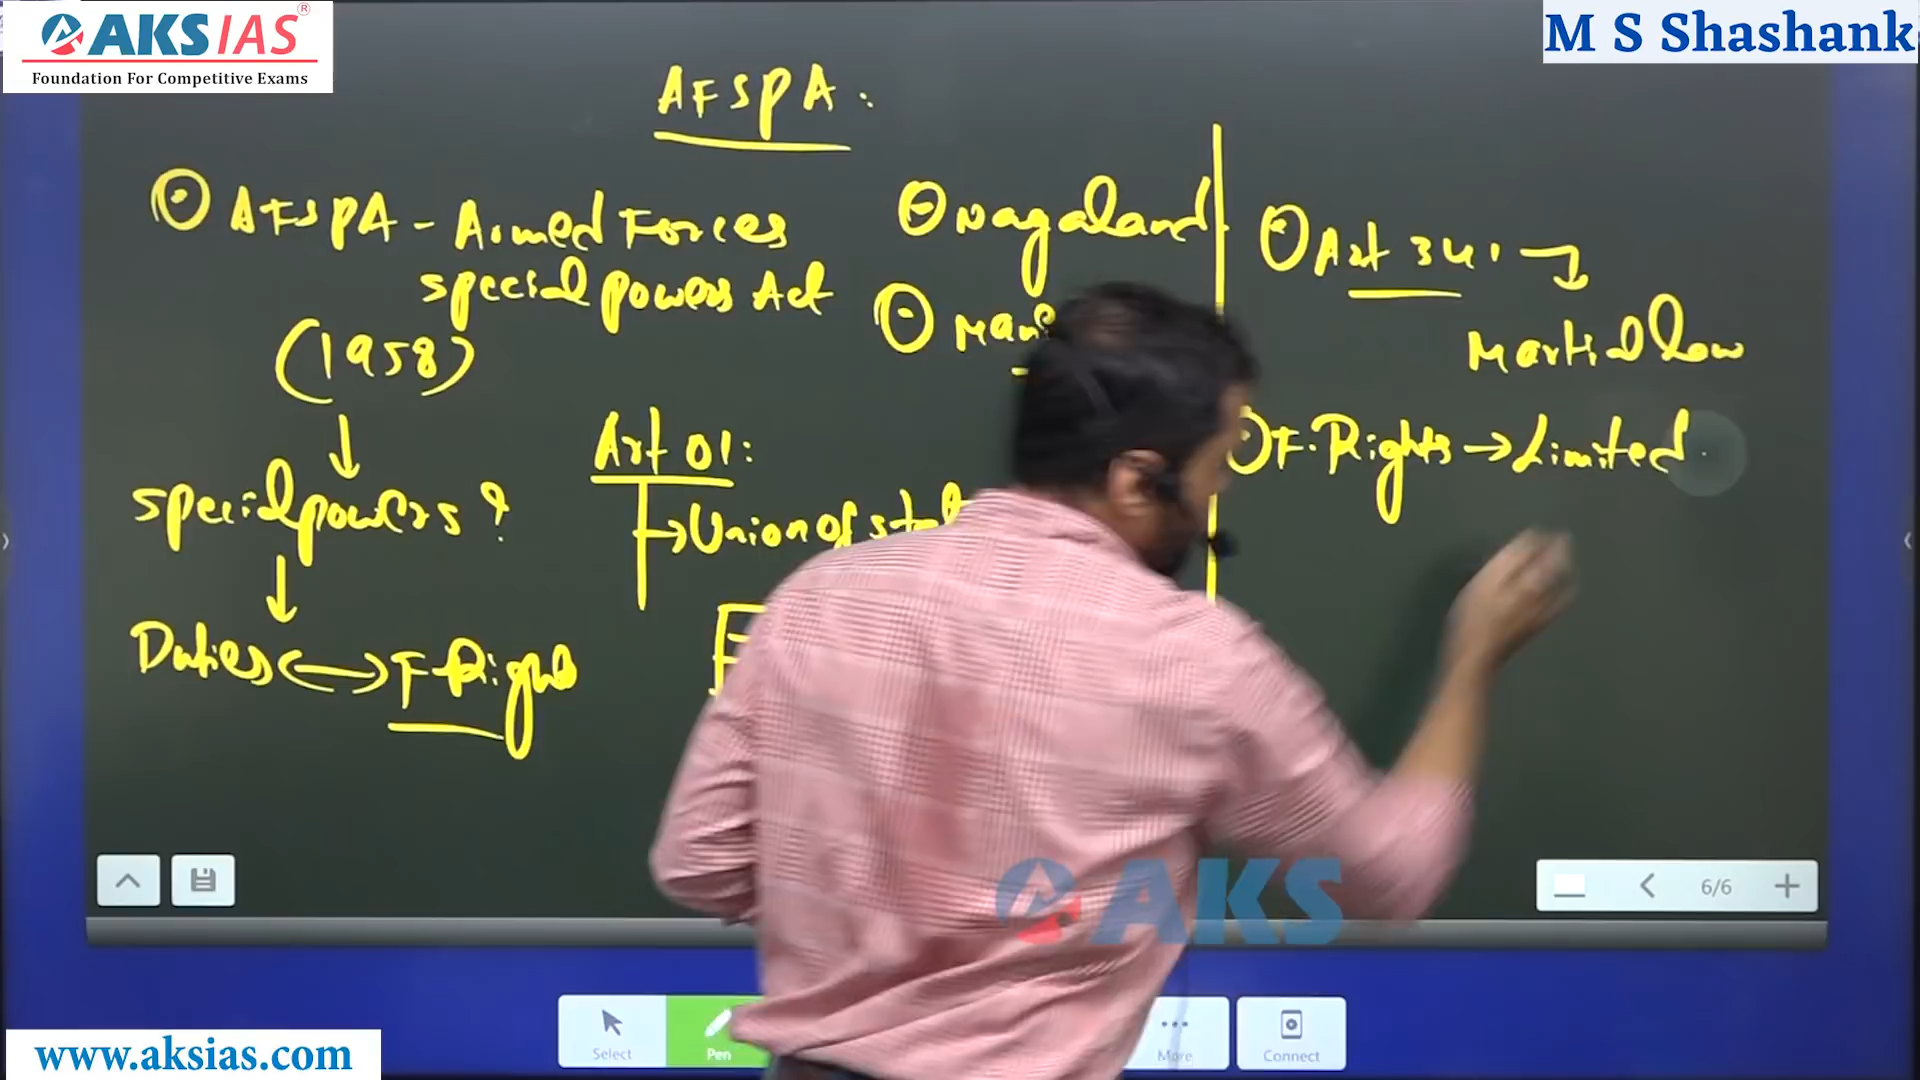 AKS IAS ®
Foundation For Competitive Exams
M S Shashank
AFSPA:
AFSPA - Armed Forces
special powers Act
(1958)
special powers?
Duties ↔ F. Rights
Nagaland
Art 01:
→ Union of
Art 341 →
Martial law
F. Rights → Limited
AKS
6/6
Select
Pen
More
Connect
www.aksias.com